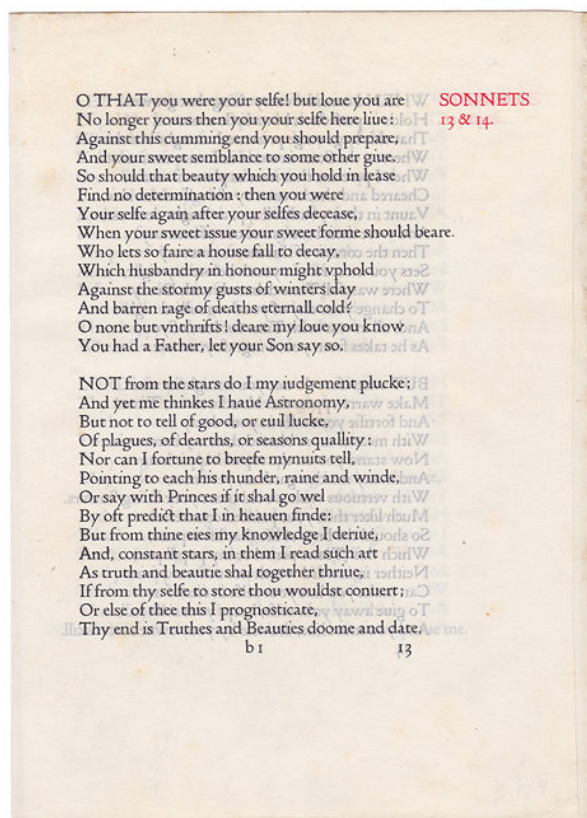 O THAT you were your selfe! but loue you are
SONNETS
No longer yours then you your selfe here liue:
13 & 14.
Against this cumming end you should prepare,
And your sweet semblance to some other giue.
So should that beauty which you hold in lease
Find no determination: then you were
Your selfe again after your selfes decease,
When your sweet issue your sweet forme should beare.
Who lets so faire a house fall to decay,
Which husbandry in honour might vphold
Against the stormy gusts of winters day
And barren rage of deaths eternall cold?
O none but vnthrifts! deare my loue you know
You had a Father, let your Son say so.
NOT from the stars do I my iudgement plucke;
And yet me thinkes I haue Astronomy,
But not to tell of good, or euil lucke,
Of plagues, of dearths, or seasons quallity:
Nor can I fortune to breefe mynuits tell,
Pointing to each his thunder, raine and winde,
Or say with Princes if it shal go wel
By oft predict that I in heauen finde:
But from thine eies my knowledge I deriue,
And, constant stars, in them I read such art
As truth and beautie shal together thriue,
If from thy selfe to store thou wouldst conuert;
Or else of thee this I prognosticate,
Thy end is Truthes and Beauties doome and date,
b1
13